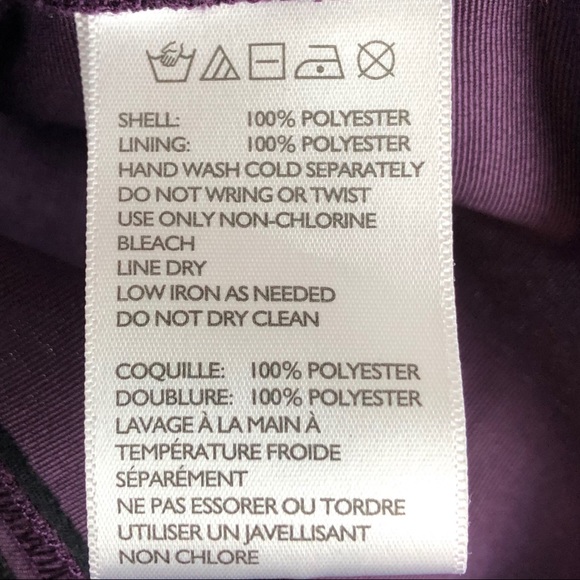 SHELL: 100% POLYESTER
LINING: 100% POLYESTER
HAND WASH COLD SEPARATELY
DO NOT WRING OR TWIST
USE ONLY NON-CHLORINE
BLEACH
LINE DRY
LOW IRON AS NEEDED
DO NOT DRY CLEAN
COQUILLE: 100% POLYESTER
DOUBLURE: 100% POLYESTER
LAVAGE À LA MAIN À
TEMPÉRATURE FROIDE
SÉPARÉMENT
NE PAS ESSORER OU TORDRE
UTILISER UN JAVELLISANT
NON CHLORE